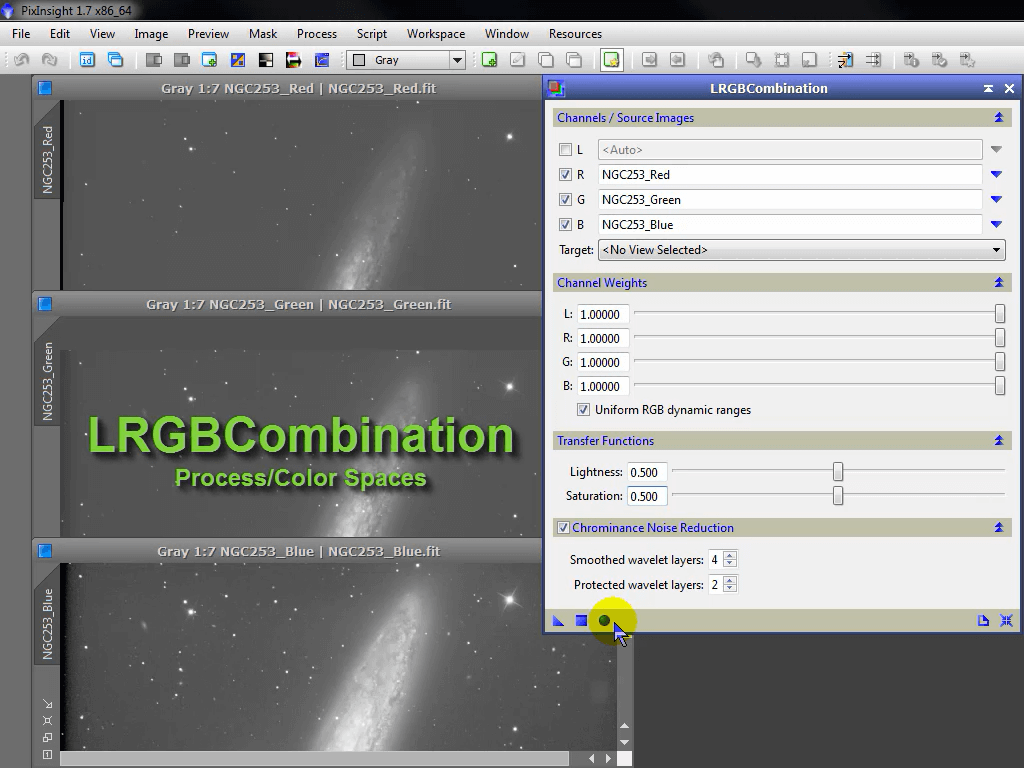 PixInsight 1.7 x86_64
File Edit View Image Preview Mask Process Script Workspace Window Resources
id
Gray
Gray 1:7 NGC253_Red | NGC253_Red.fit
NGC253_Red
Gray 1:7 NGC253_Green | NGC253_Green.fit
NGC253_Green
LRGBCombination
Process/Color Spaces
Gray 1:7 NGC253_Blue | NGC253_Blue.fit
NGC253_Blue
LRGBCombination
Channels / Source Images
L <Auto>
R NGC253_Red
G NGC253_Green
B NGC253_Blue
Target: <No View Selected>
Channel Weights
L: 1.00000
R: 1.00000
G: 1.00000
B: 1.00000
Uniform RGB dynamic ranges
Transfer Functions
Lightness: 0.500
Saturation: 0.500
Chrominance Noise Reduction
Smoothed wavelet layers: 4
Protected wavelet layers: 2